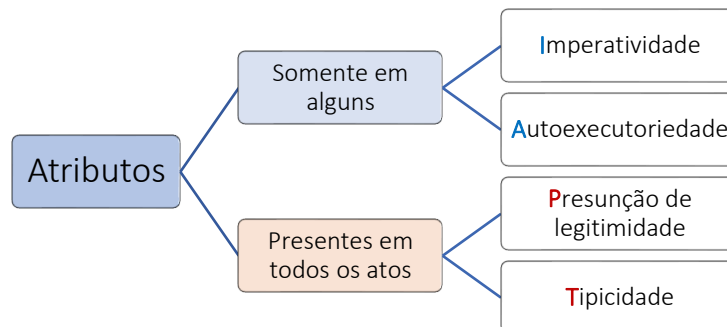 Atributos
Somente em
alguns
Imperatividade
Autoexecutoriedade
Presentes em
todos os atos
Presunção de
legitimidade
Tipicidade